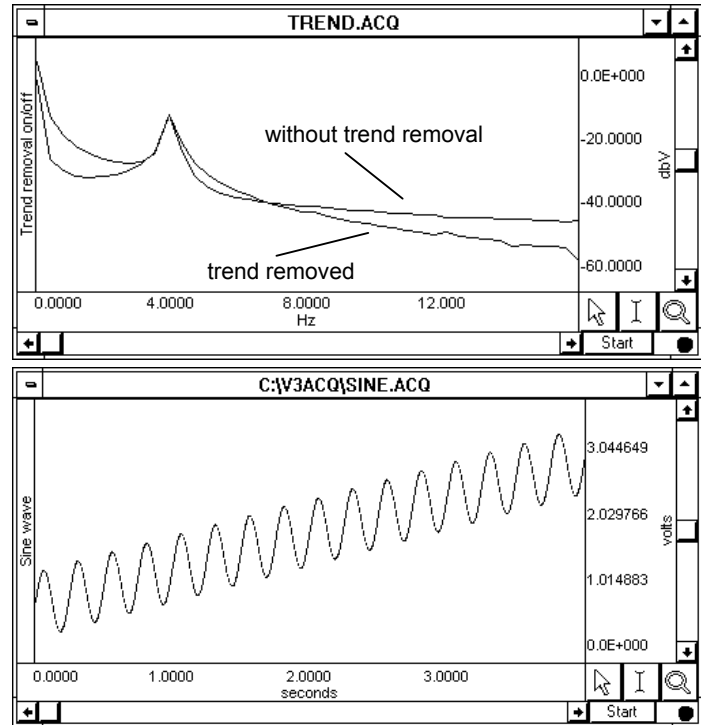 TREND.ACQ
Trend removal on/off
without trend removal
trend removed
0.0E+000
-20.0000
-40.0000
-60.0000
dbV
0.0000 4.0000 8.0000 12.000
Hz
Start
C:\V3ACQ\SINE.ACQ
Sine wave
3.044649
2.029766
1.014883
0.0E+000
volts
0.0000 1.0000 2.0000 3.0000
seconds
Start